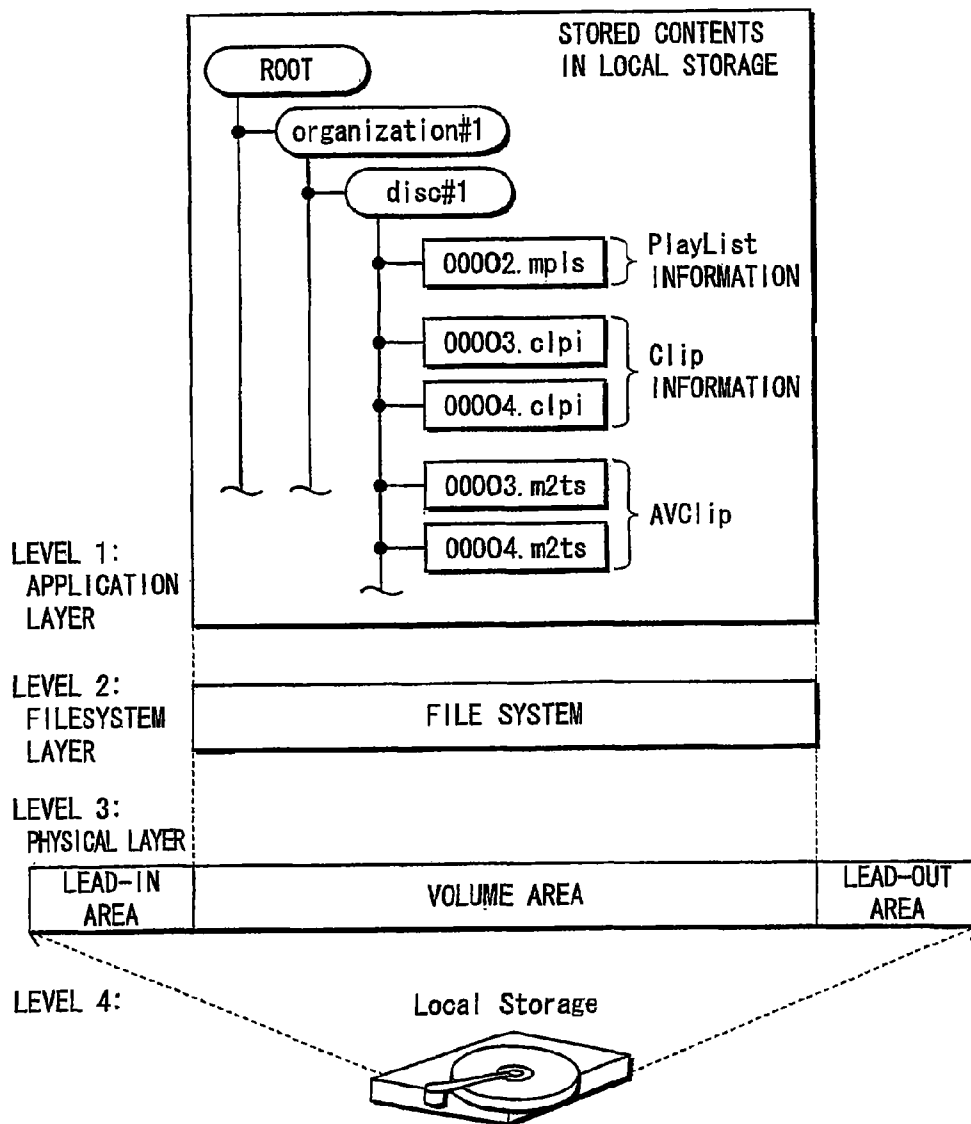 STORED CONTENTS
IN LOCAL STORAGE
ROOT
organization#1
disc#1
00002.mpls
PlayList
INFORMATION
00003.clpi
Clip
INFORMATION
00004.clpi
00003.m2ts
AVClip
00004.m2ts
LEVEL 1:
APPLICATION
LAYER
LEVEL 2:
FILESYSTEM
LAYER
FILE SYSTEM
LEVEL 3:
PHYSICAL LAYER
LEAD-IN
AREA
VOLUME AREA
LEAD-OUT
AREA
LEVEL 4:
Local Storage